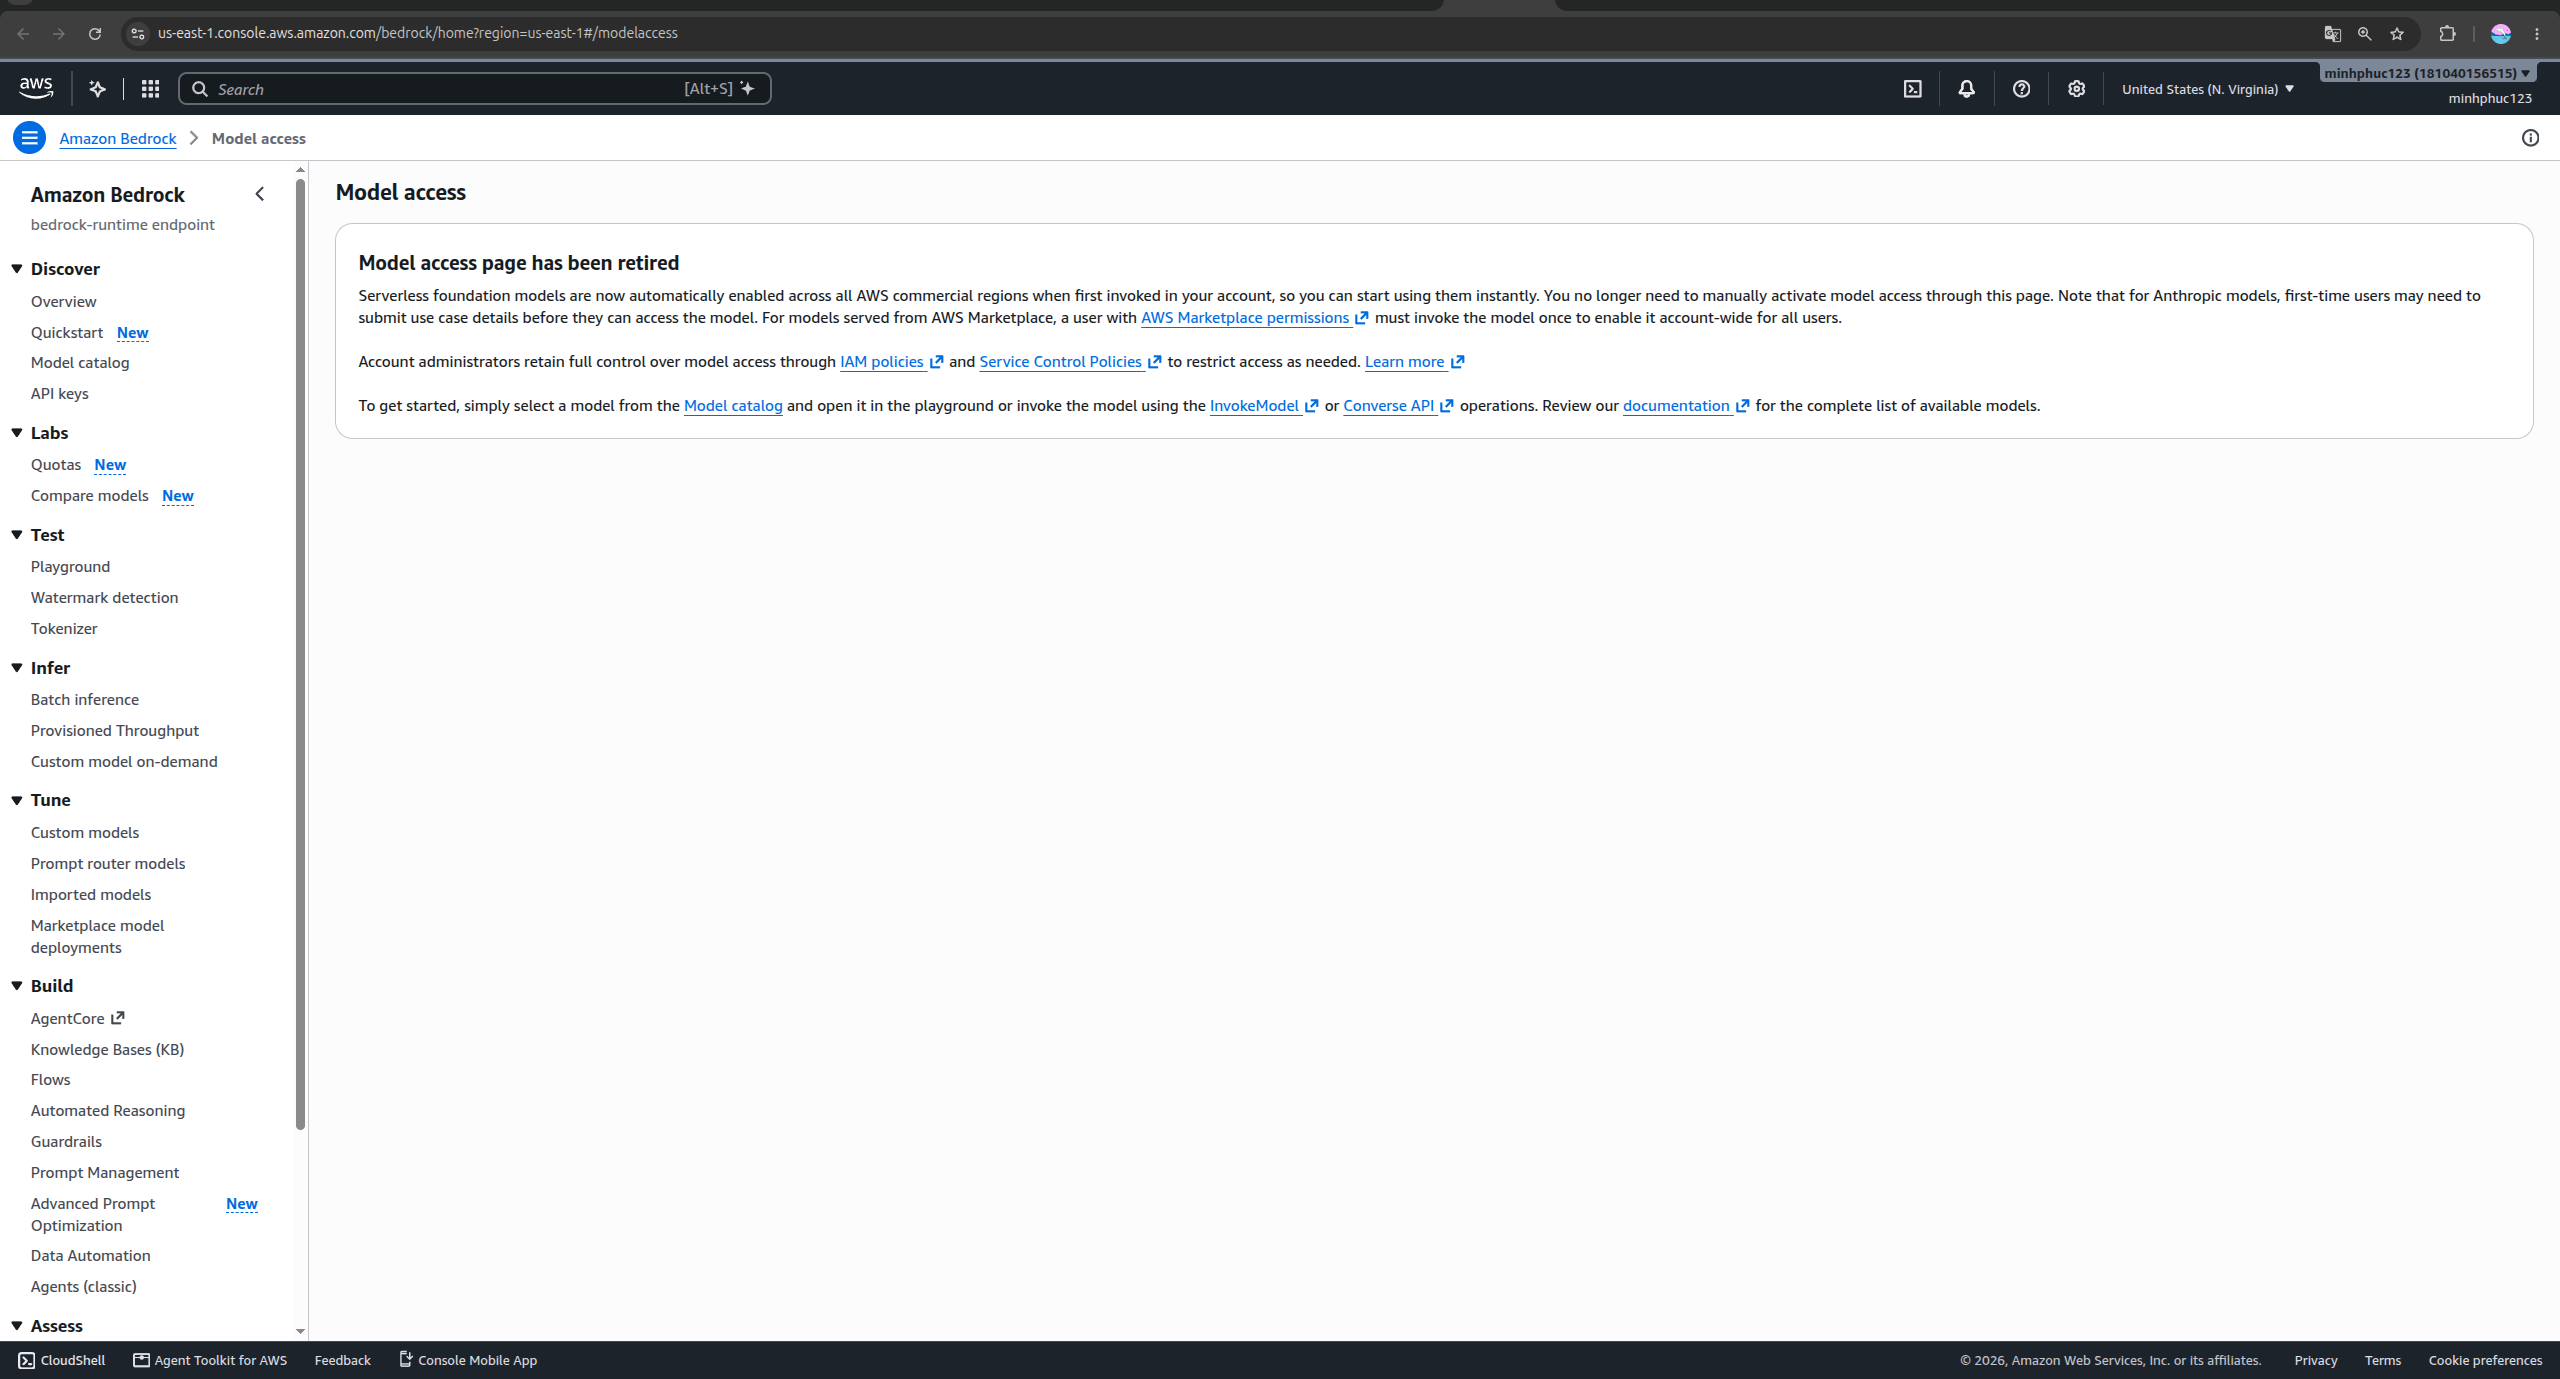 us-east-1.console.aws.amazon.com/bedrock/home?region=us-east-1#/modelaccess
aws
Search
[Alt+S]
United States (N. Virginia)
minhphuc123 (181040156515)
minhphuc123
Amazon Bedrock
Model access
Amazon Bedrock
bedrock-runtime endpoint
Discover
Overview
Quickstart New
Model catalog
API keys
Labs
Quotas New
Compare models New
Test
Playground
Watermark detection
Tokenizer
Infer
Batch inference
Provisioned Throughput
Custom model on-demand
Tune
Custom models
Prompt router models
Imported models
Marketplace model
deployments
Build
AgentCore
Knowledge Bases (KB)
Flows
Automated Reasoning
Guardrails
Prompt Management
Advanced Prompt New
Optimization
Data Automation
Agents (classic)
Assess
Model access
Model access page has been retired
Serverless foundation models are now automatically enabled across all AWS commercial regions when first invoked in your account, so you can start using them instantly. You no longer need to manually activate model access through this page. Note that for Anthropic models, first-time users may need to
submit use case details before they can access the model. For models served from AWS Marketplace, a user with AWS Marketplace permissions must invoke the model once to enable it account-wide for all users.
Account administrators retain full control over model access through IAM policies and Service Control Policies to restrict access as needed. Learn more
To get started, simply select a model from the Model catalog and open it in the playground or invoke the model using the InvokeModel or Converse API operations. Review our documentation for the complete list of available models.
CloudShell
Agent Toolkit for AWS
Feedback
Console Mobile App
© 2026, Amazon Web Services, Inc. or its affiliates.
Privacy
Terms
Cookie preferences